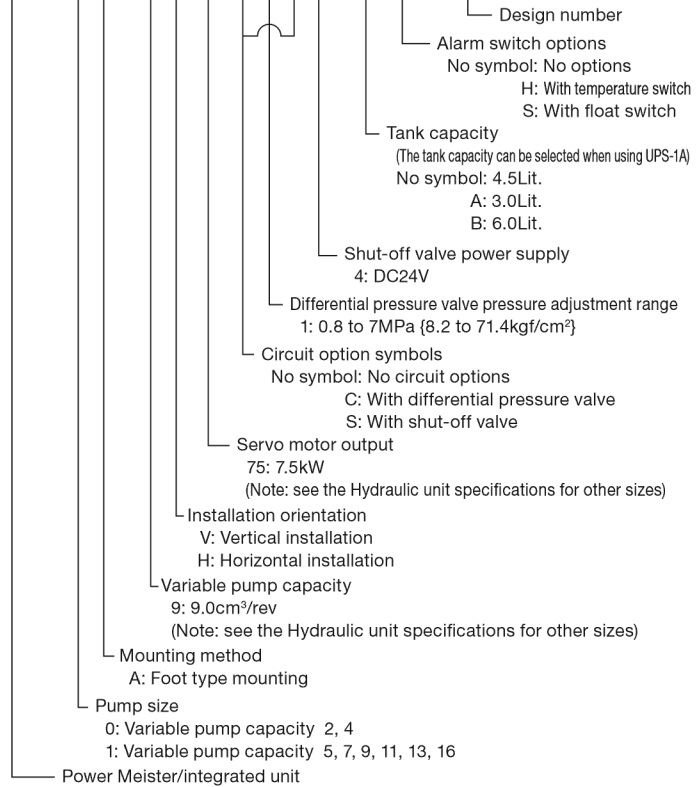 Design number
Alarm switch options
No symbol: No options
H: With temperature switch
S: With float switch
Tank capacity
(The tank capacity can be selected when using UPS-1A)
No symbol: 4.5Lit.
A: 3.0Lit.
B: 6.0Lit.
Shut-off valve power supply
4: DC24V
Differential pressure valve pressure adjustment range
1: 0.8 to 7MPa {8.2 to 71.4kgf/cm²}
Circuit option symbols
No symbol: No circuit options
C: With differential pressure valve
S: With shut-off valve
Servo motor output
75: 7.5kW
(Note: see the Hydraulic unit specifications for other sizes)
Installation orientation
V: Vertical installation
H: Horizontal installation
Variable pump capacity
9: 9.0cm³/rev
(Note: see the Hydraulic unit specifications for other sizes)
Mounting method
A: Foot type mounting
Pump size
0: Variable pump capacity 2, 4
1: Variable pump capacity 5, 7, 9, 11, 13, 16
Power Meister/integrated unit